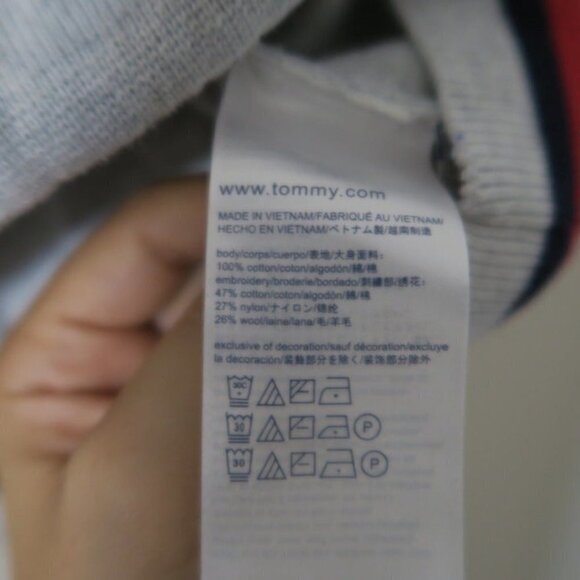 www.tommy.com
MADE IN VIETNAM/FABRIQUÉ AU VIETNAM/
HECHO EN VIETNAM/ベトナム製/越南制造
body/corps/cuerpo/表地/大身面料:
100% cotton/coton/algodón/綿/棉
embroidery/broderie/bordado/刺繍部/绣花:
47% cotton/coton/algodón/綿/棉
27% nylon/ナイロン/锦纶
26% wool/laine/lana/毛/羊毛
exclusive of decoration/sauf décoration/excluye
la decoración/装飾部分を除く/装饰部分除外
30C
30
P
30
P